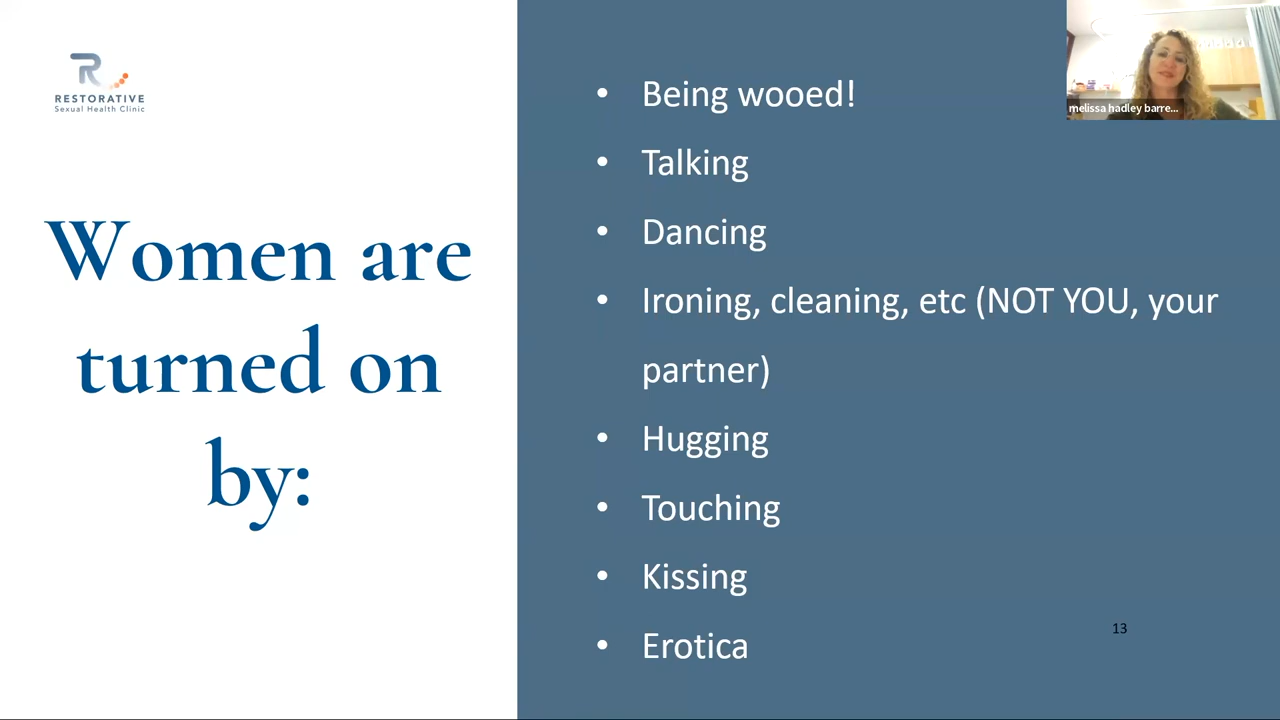 RESTORATIVE
Sexual Health Clinic
Women are
turned on
by:
• Being wooed!
• Talking
• Dancing
• Ironing, cleaning, etc (NOT YOU, your
partner)
• Hugging
• Touching
• Kissing
• Erotica
13
melissa hadley barre...